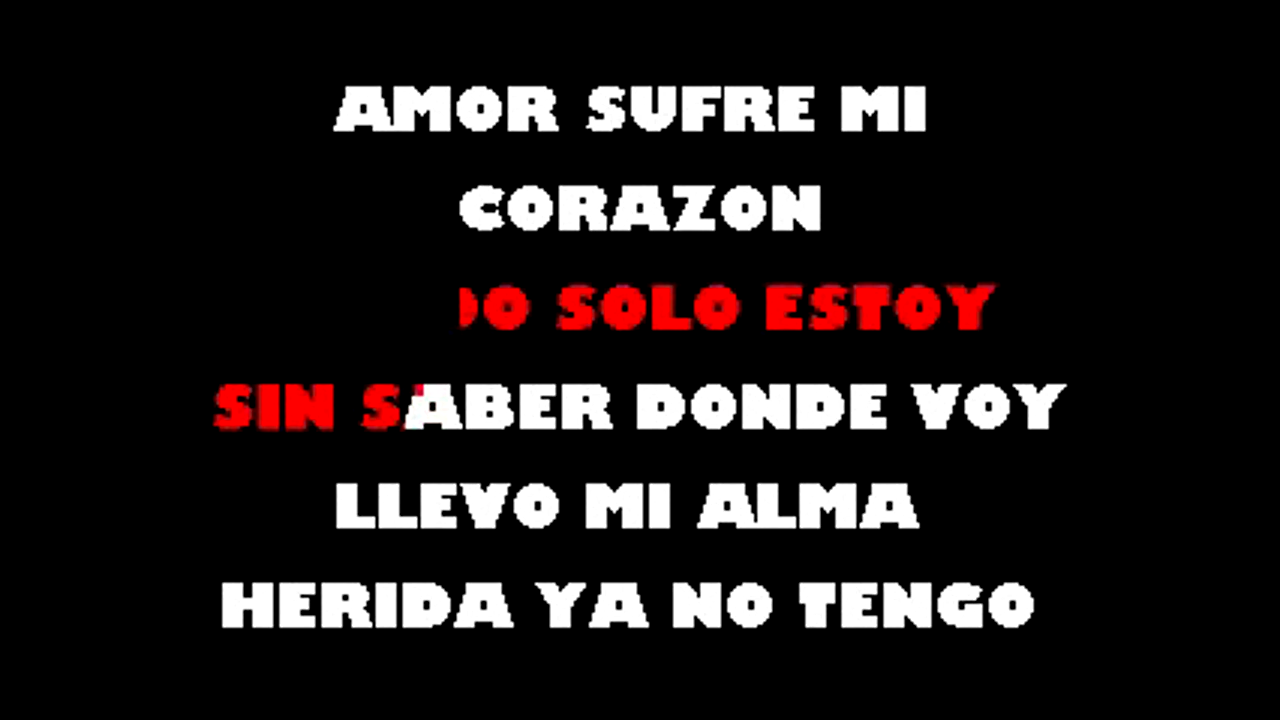 AMOR SUFRE MI
CORAZON
SOLO ESTOY
SIN SABER DONDE VOY
LLEVO MI ALMA
HERIDA YA NO TENGO